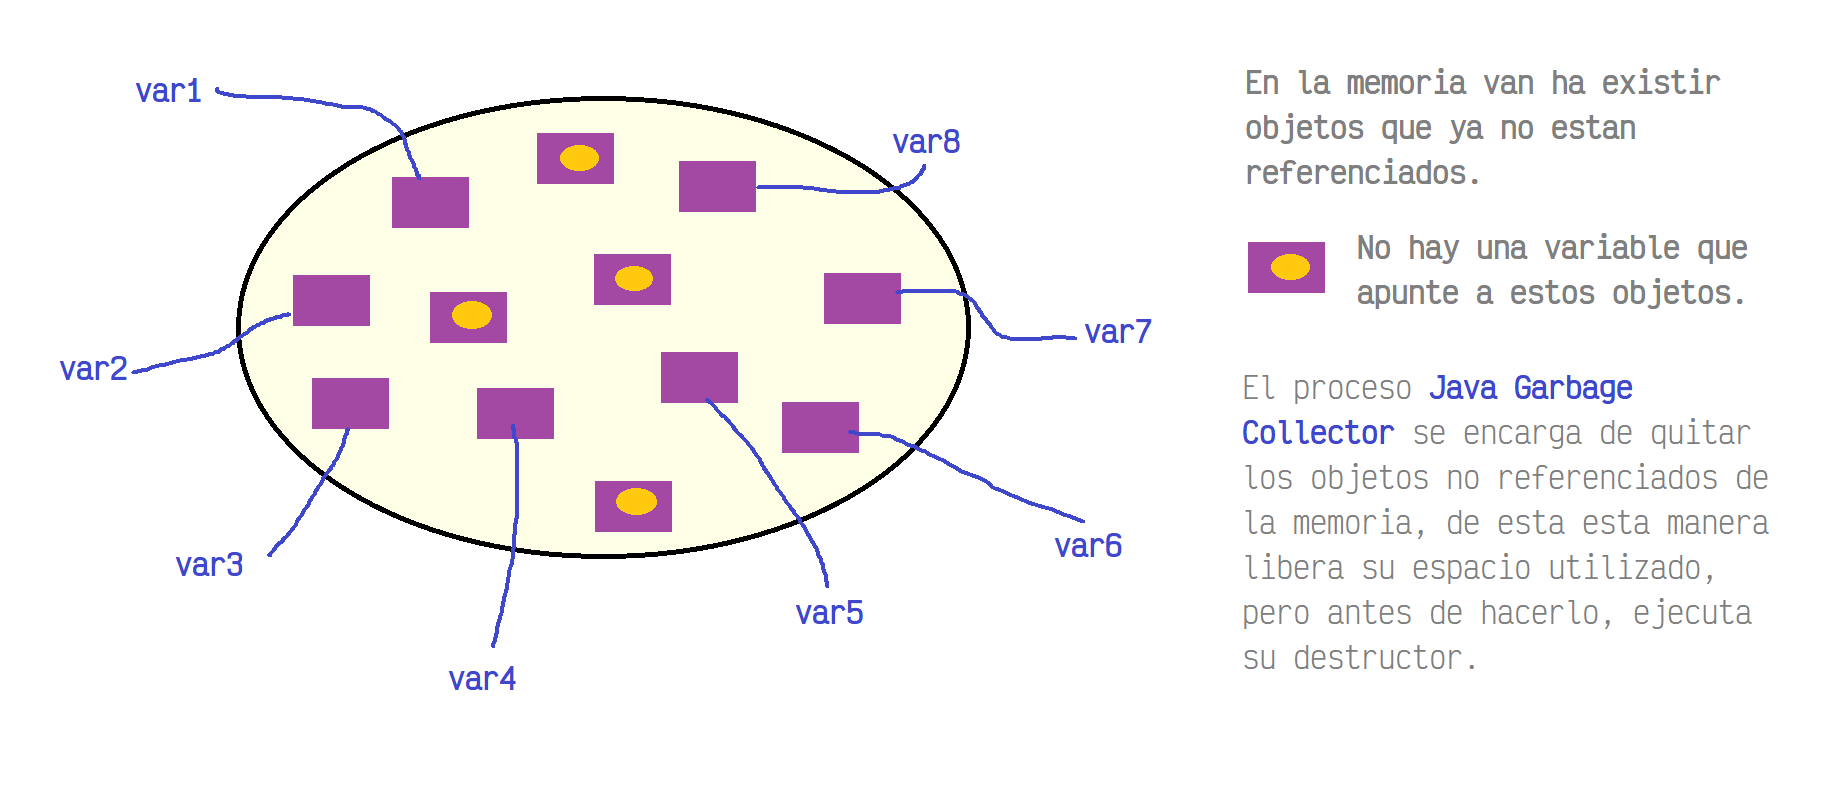 var1
var8
var2
var7
var3
var6
var5
var4
En la memoria van ha existir
objetos que ya no estan
referenciados.
No hay una variable que
apunte a estos objetos.
El proceso Java Garbage
Collector se encarga de quitar
los objetos no referenciados de
la memoria, de esta esta manera
libera su espacio utilizado,
pero antes de hacerlo, ejecuta
su destructor.